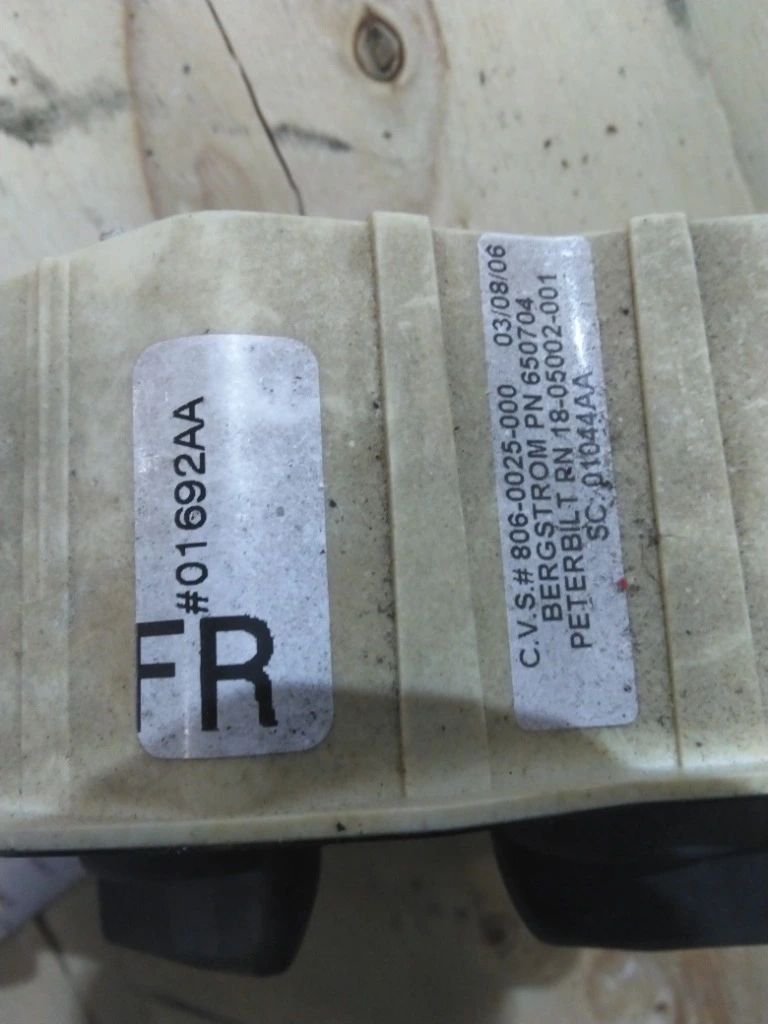 #01692AA
FR
C.V.S.# 806-0025-000 03/08/06
BERGSTROM PN 650704
PETERBILT RN 18-05002-001
SC: 01044AA